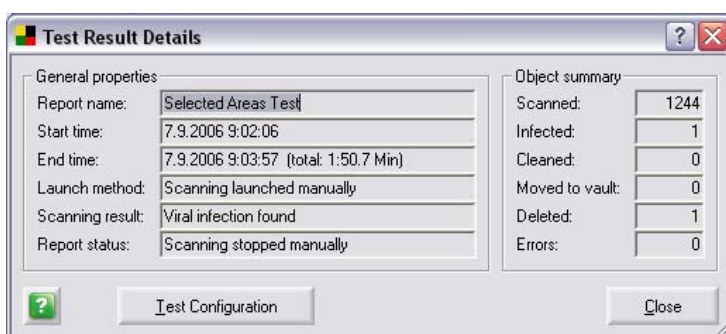 Test Result Details
General properties
Report name: Selected Areas Test
Start time: 7.9.2006 9:02:06
End time: 7.9.2006 9:03:57 (total: 1:50.7 Min)
Launch method: Scanning launched manually
Scanning result: Viral infection found
Report status: Scanning stopped manually
Object summary
Scanned: 1244
Infected: 1
Cleaned: 0
Moved to vault: 0
Deleted: 1
Errors: 0
Test Configuration
Close